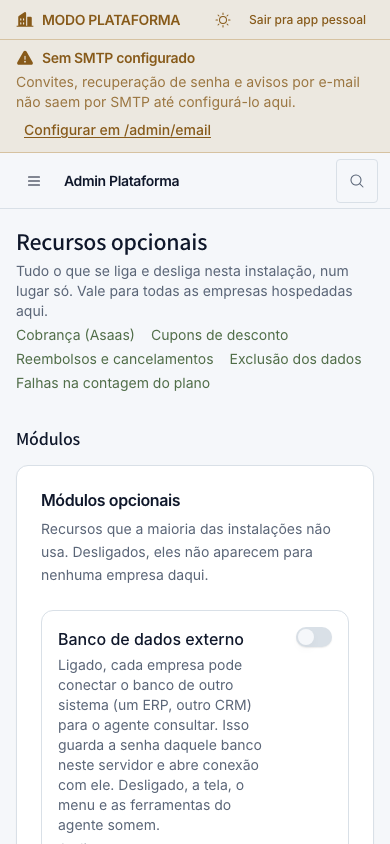 MODO PLATAFORMA
Sair pra app pessoal
Sem SMTP configurado
Convites, recuperação de senha e avisos por e-mail
não saem por SMTP até configurá-lo aqui.
Configurar em /admin/email
Admin Plataforma
Recursos opcionais
Tudo o que se liga e desliga nesta instalação, num
lugar só. Vale para todas as empresas hospedadas
aqui.
Cobrança (Asaas) Cupons de desconto
Reembolsos e cancelamentos Exclusão dos dados
Falhas na contagem do plano
Módulos
Módulos opcionais
Recursos que a maioria das instalações não
usa. Desligados, eles não aparecem para
nenhuma empresa daqui.
Banco de dados externo
Ligado, cada empresa pode
conectar o banco de outro
sistema (um ERP, outro CRM)
para o agente consultar. Isso
guarda a senha daquele banco
neste servidor e abre conexão
com ele. Desligado, a tela, o
menu e as ferramentas do
agente somem.